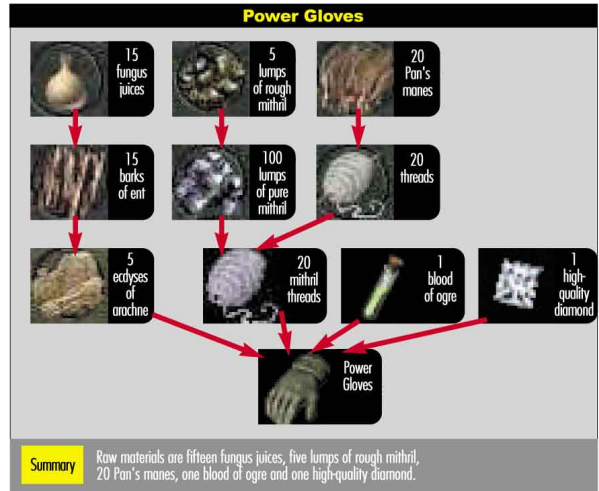 Power Gloves
15
fungus
juices
5
lumps
of rough
mithril
20
Pan's
manes
15
barks
of ent
100
lumps
of pure
mithril
20
threads
5
ecdyses
of
arachne
20
mithril
threads
1
blood
of ogre
1
high-
quality
diamond
Power
Gloves
Summary
Raw materials are fifteen fungus juices, five lumps of rough mithril,
20 Pan's manes, one blood of ogre and one high-quality diamond.